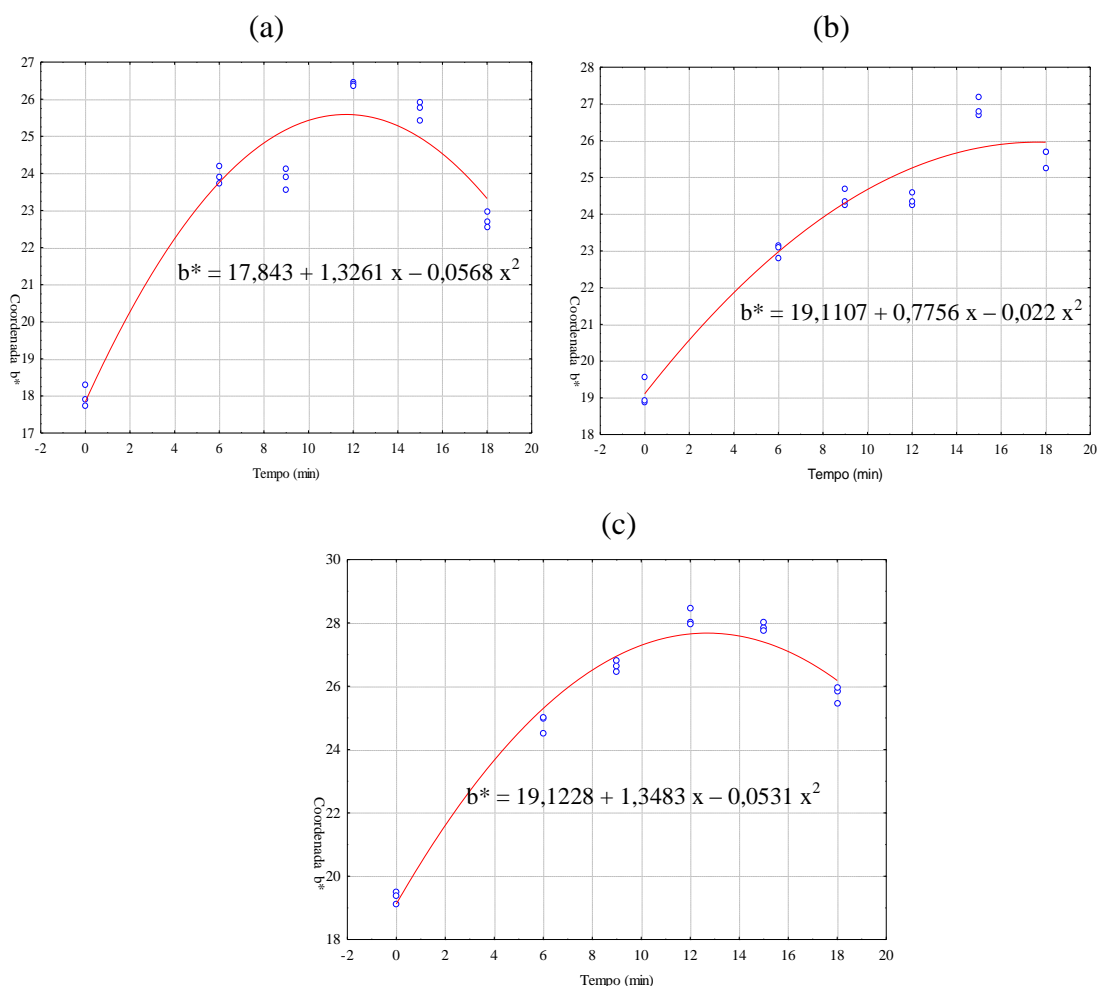 (a)
27
26
25
24
23
22
21
20
19
18
17
b* = 17,843 + 1,3261 x – 0,0568 x²
Coordenada b*
-2 0 2 4 6 8 10 12 14 16 18 20
Tempo (min)
(b)
28
27
26
25
24
23
22
21
20
19
18
b* = 19,1107 + 0,7756 x – 0,022 x²
Coordenada b*
-2 0 2 4 6 8 10 12 14 16 18 20
Tempo (min)
(c)
30
28
26
24
22
20
18
b* = 19,1228 + 1,3483 x – 0,0531 x²
Coordenada b*
-2 0 2 4 6 8 10 12 14 16 18 20
Tempo (min)